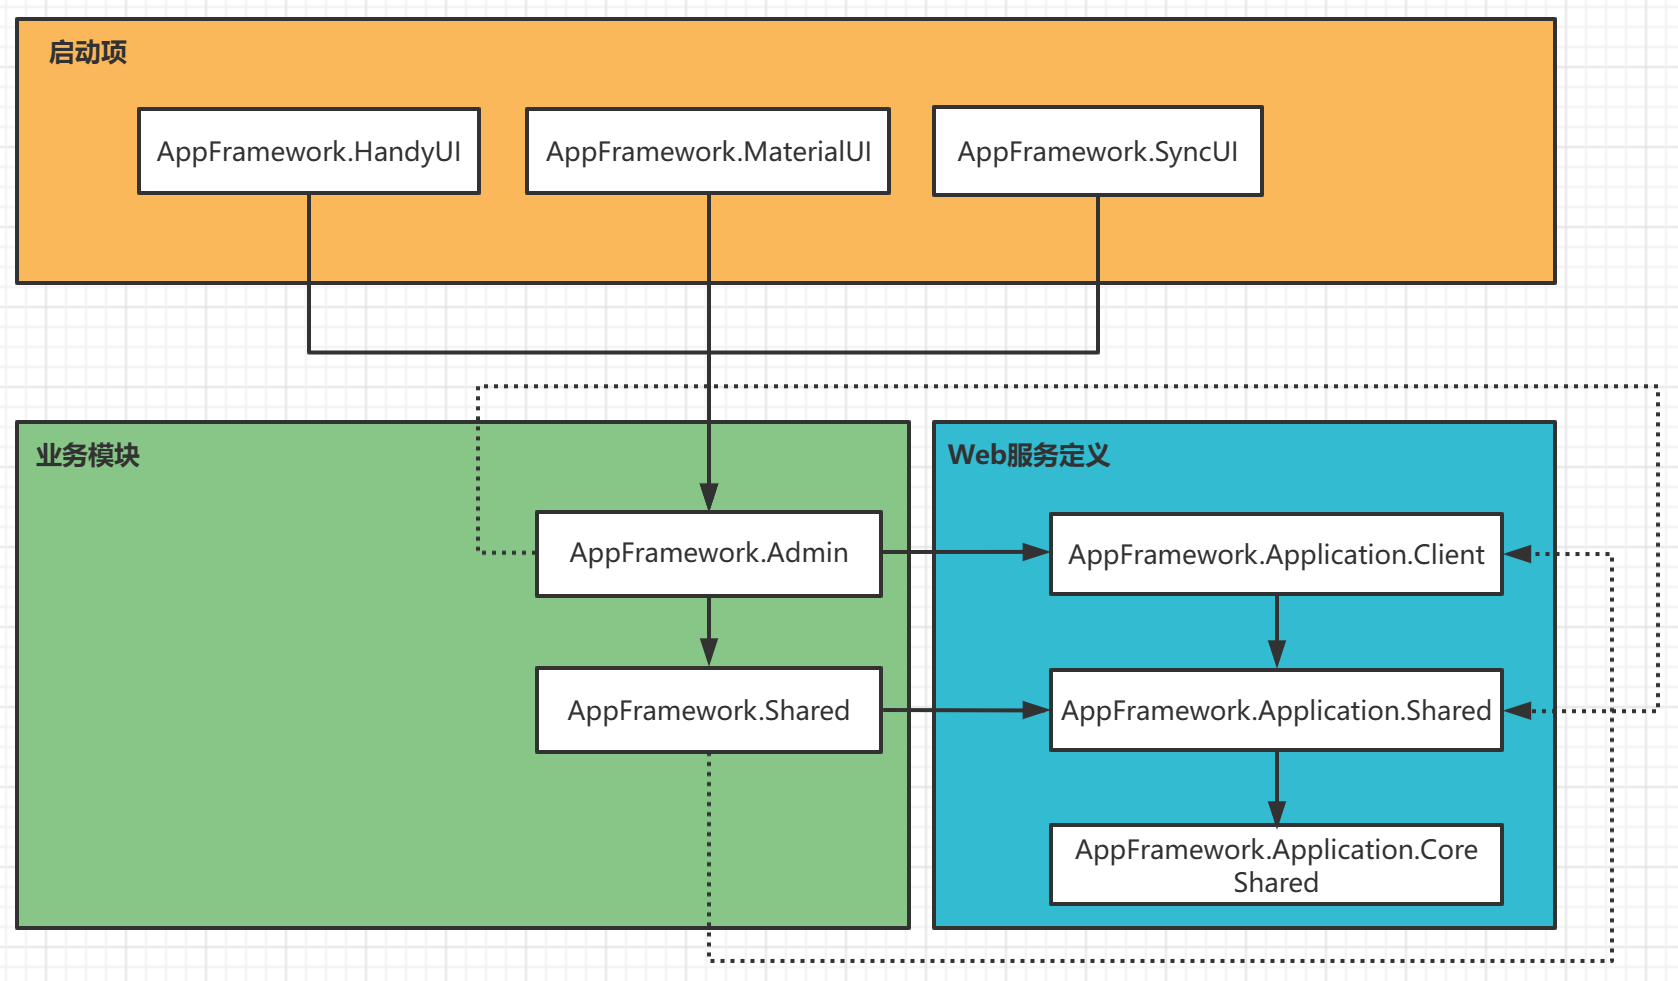 启动项
AppFramework.HandyUI
AppFramework.MaterialUI
AppFramework.SyncUI
业务模块
AppFramework.Admin
AppFramework.Shared
Web服务定义
AppFramework.Application.Client
AppFramework.Application.Shared
AppFramework.Application.Core
Shared